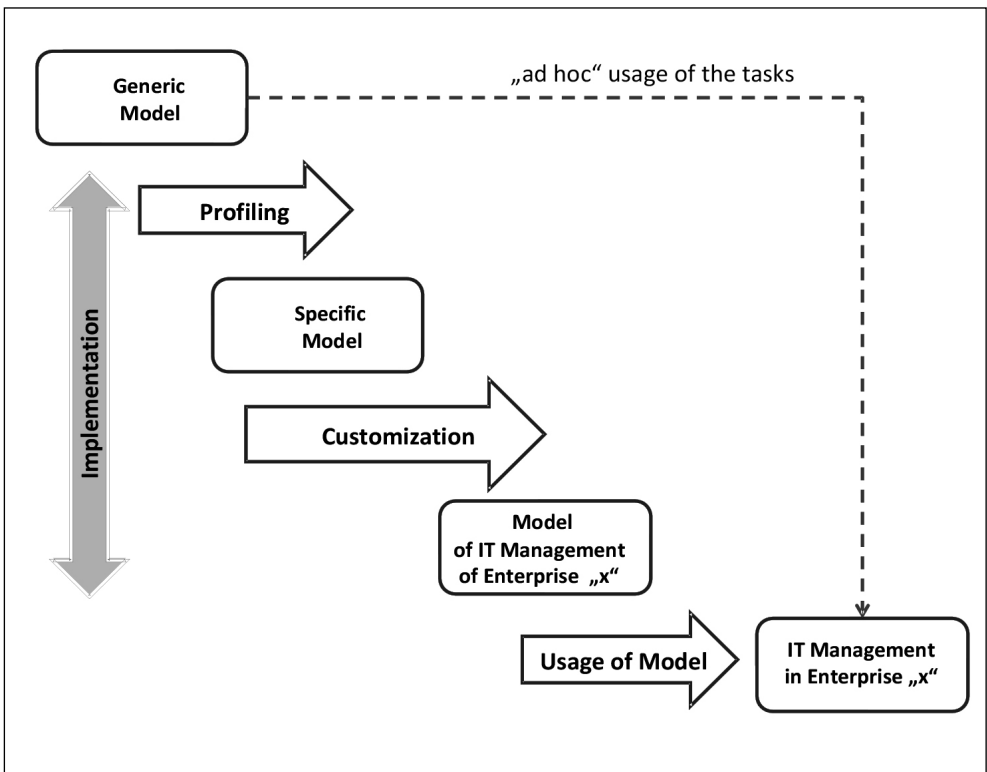 „ad hoc“ usage of the tasks
Generic
Model
Profiling
Specific
Model
Implementation
Customization
Model
of IT Management
of Enterprise „x“
Usage of Model
IT Management
in Enterprise „x“